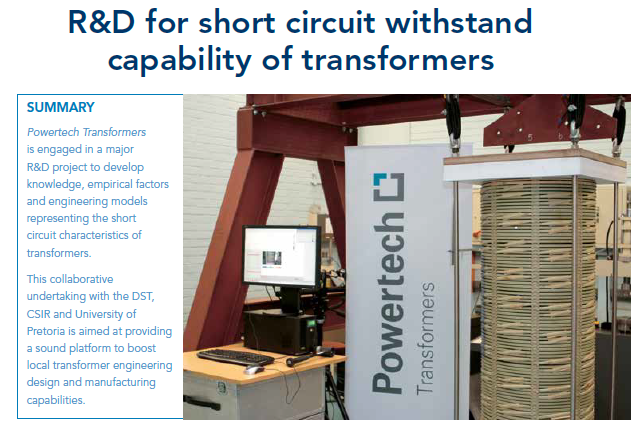 R&D for short circuit withstand
capability of transformers
SUMMARY
Powertech Transformers
is engaged in a major
R&D project to develop
knowledge, empirical factors
and engineering models
representing the short
circuit characteristics of
transformers.
This collaborative
undertaking with the DST,
CSIR and University of
Pretoria is aimed at providing
a sound platform to boost
local transformer engineering
design and manufacturing
capabilities.
Powertech
Transformers